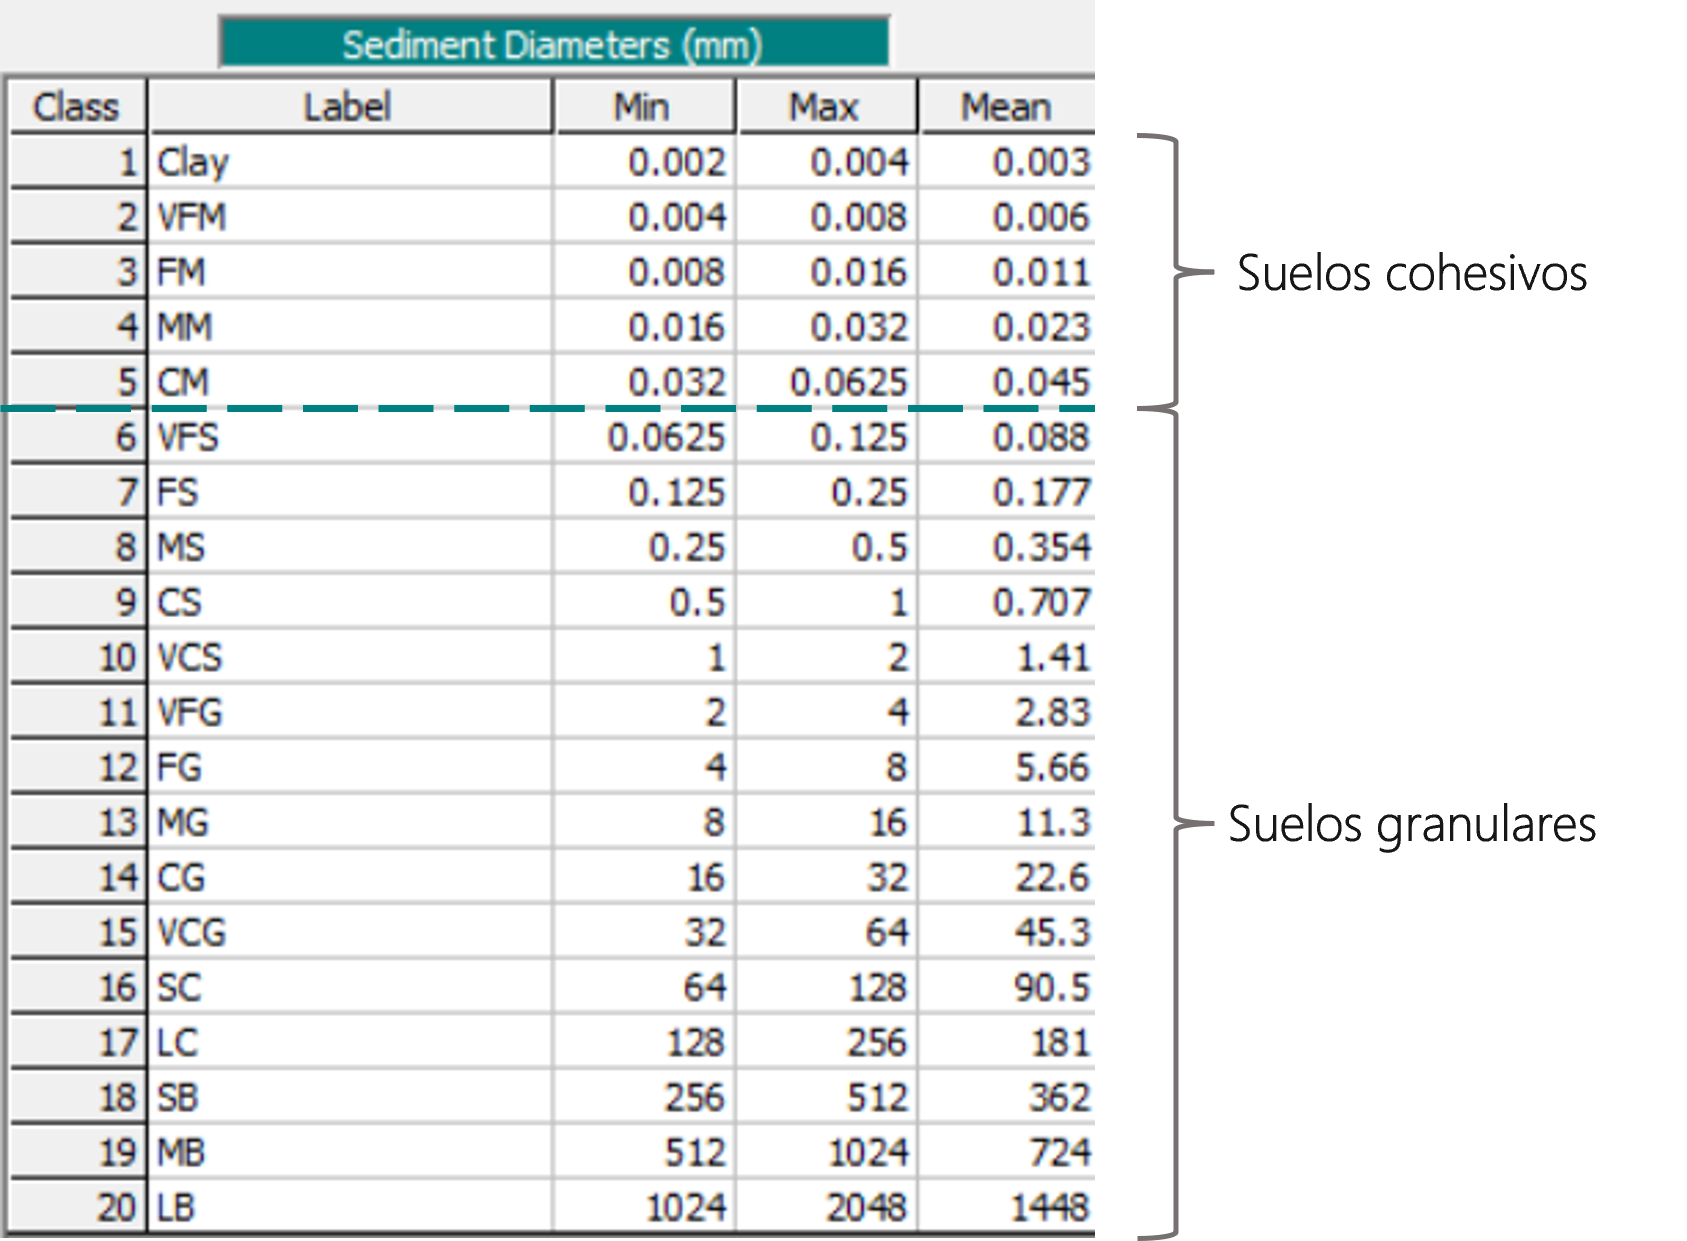 Sediment Diameters (mm)
Class Label Min Max Mean
1 Clay 0.002 0.004 0.003
2 VFM 0.004 0.008 0.006
3 FM 0.008 0.016 0.011
4 MM 0.016 0.032 0.023
5 CM 0.032 0.0625 0.045
6 VFS 0.0625 0.125 0.088
7 FS 0.125 0.25 0.177
8 MS 0.25 0.5 0.354
9 CS 0.5 1 0.707
10 VCS 1 2 1.41
11 VFG 2 4 2.83
12 FG 4 8 5.66
13 MG 8 16 11.3
14 CG 16 32 22.6
15 VCG 32 64 45.3
16 SC 64 128 90.5
17 LC 128 256 181
18 SB 256 512 362
19 MB 512 1024 724
20 LB 1024 2048 1448
Suelos cohesivos
Suelos granulares